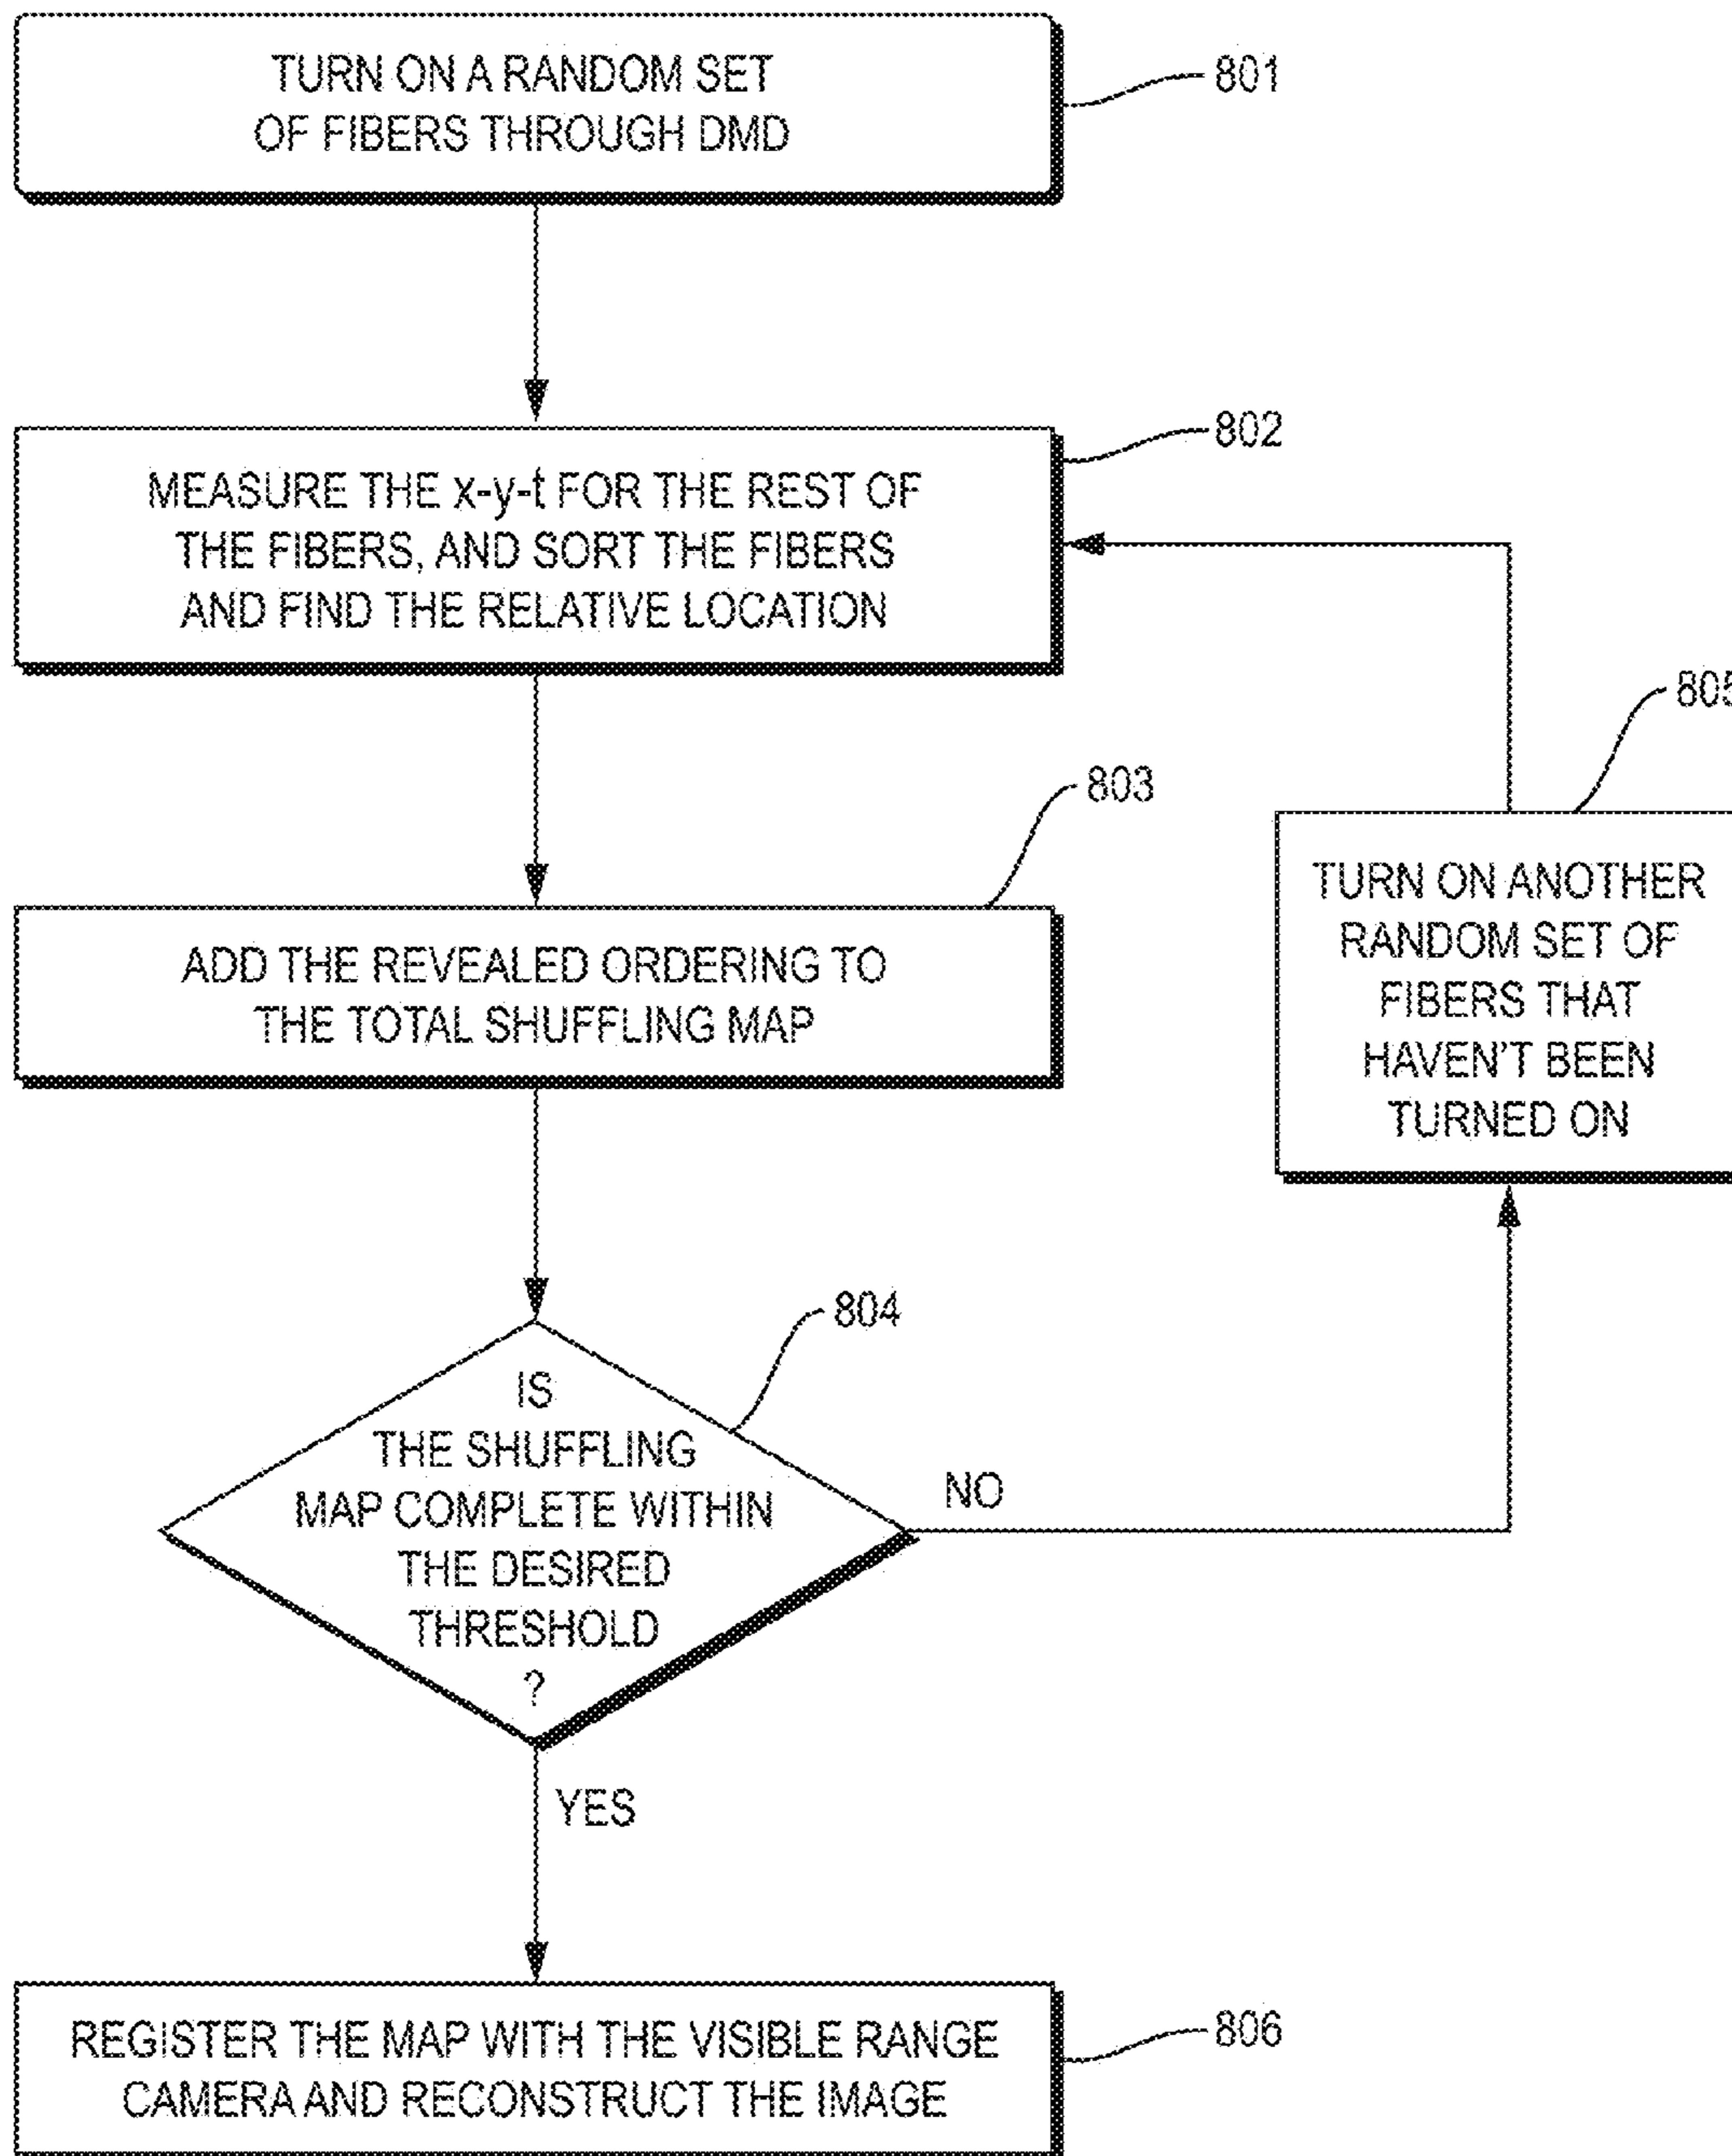 TURN ON A RANDOM SET
OF FIBERS THROUGH DMD
801
MEASURE THE x-y-t FOR THE REST OF
THE FIBERS, AND SORT THE FIBERS
AND FIND THE RELATIVE LOCATION
802
ADD THE REVEALED ORDERING TO
THE TOTAL SHUFFLING MAP
803
IS
THE SHUFFLING
MAP COMPLETE WITHIN
THE DESIRED
THRESHOLD
?
804
NO
TURN ON ANOTHER
RANDOM SET OF
FIBERS THAT
HAVEN'T BEEN
TURNED ON
805
YES
REGISTER THE MAP WITH THE VISIBLE RANGE
CAMERA AND RECONSTRUCT THE IMAGE
806